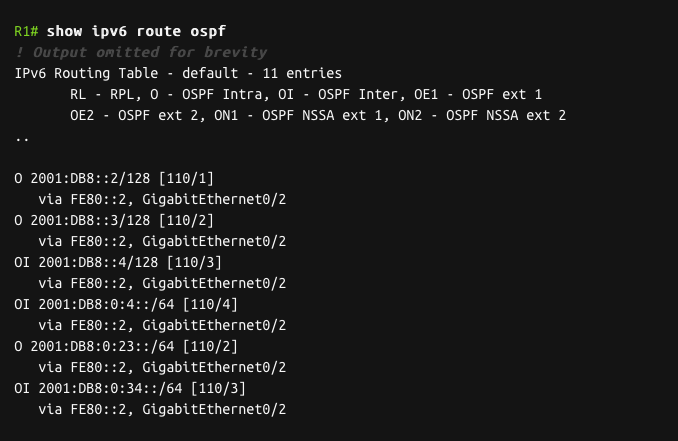 R1# show ipv6 route ospf
! Output omitted for brevity
IPv6 Routing Table - default - 11 entries
RL - RPL, O - OSPF Intra, OI - OSPF Inter, OE1 - OSPF ext 1
OE2 - OSPF ext 2, ON1 - OSPF NSSA ext 1, ON2 - OSPF NSSA ext 2
..
O 2001:DB8::2/128 [110/1]
via FE80::2, GigabitEthernet0/2
O 2001:DB8::3/128 [110/2]
via FE80::2, GigabitEthernet0/2
OI 2001:DB8::4/128 [110/3]
via FE80::2, GigabitEthernet0/2
OI 2001:DB8:0:4::/64 [110/4]
via FE80::2, GigabitEthernet0/2
O 2001:DB8:0:23::/64 [110/2]
via FE80::2, GigabitEthernet0/2
OI 2001:DB8:0:34::/64 [110/3]
via FE80::2, GigabitEthernet0/2